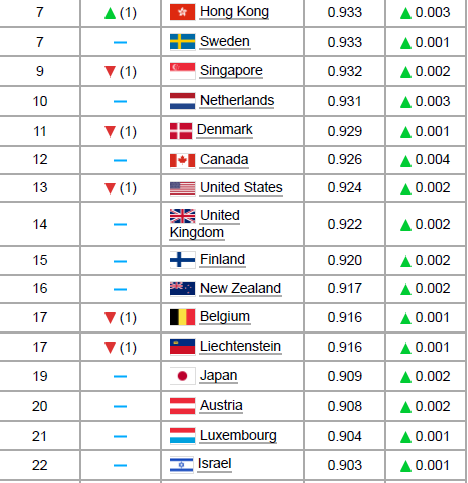 7 ▲ (1) Hong Kong 0.933 ▲ 0.003
7 — Sweden 0.933 ▲ 0.001
9 ▼ (1) Singapore 0.932 ▲ 0.002
10 — Netherlands 0.931 ▲ 0.003
11 ▼ (1) Denmark 0.929 ▲ 0.001
12 — Canada 0.926 ▲ 0.004
13 ▼ (1) United States 0.924 ▲ 0.002
14 — United Kingdom 0.922 ▲ 0.002
15 — Finland 0.920 ▲ 0.002
16 — New Zealand 0.917 ▲ 0.002
17 ▼ (1) Belgium 0.916 ▲ 0.001
17 ▼ (1) Liechtenstein 0.916 ▲ 0.001
19 — Japan 0.909 ▲ 0.002
20 — Austria 0.908 ▲ 0.002
21 — Luxembourg 0.904 ▲ 0.001
22 — Israel 0.903 ▲ 0.001